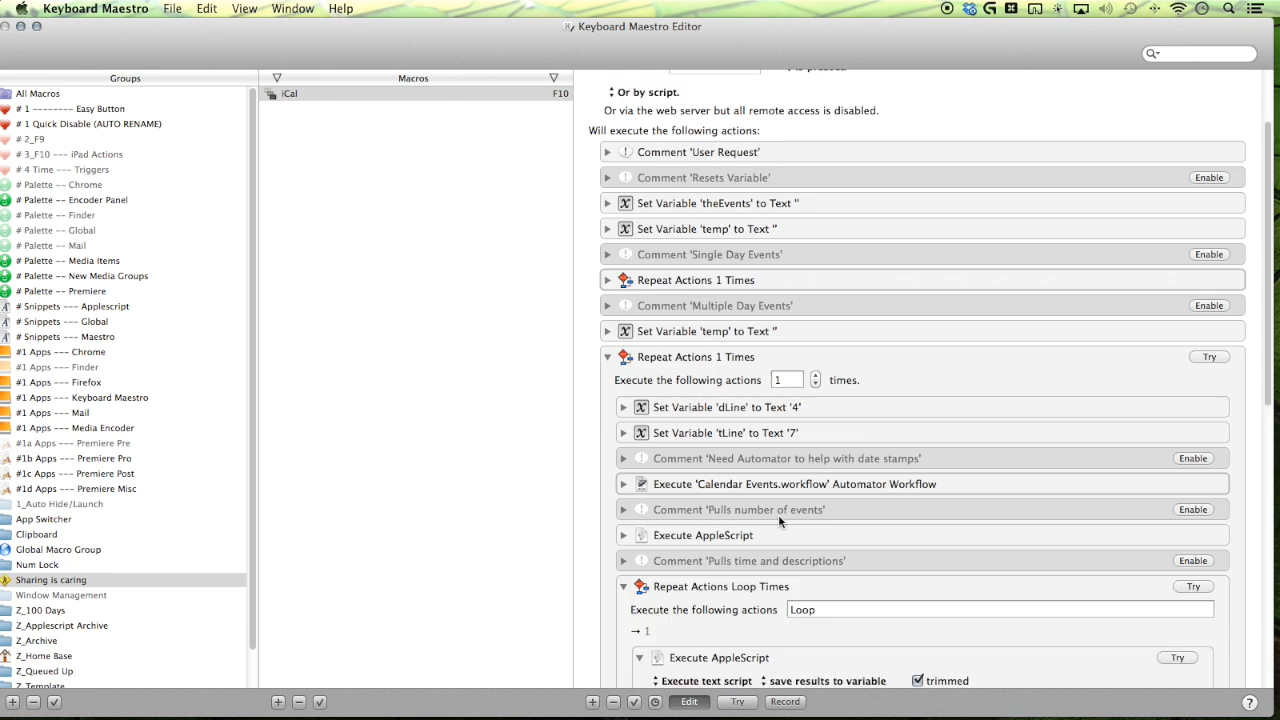 Keyboard Maestro File Edit View Window Help
Keyboard Maestro Editor
Groups
All Macros
# 1 -------- Easy Button
# 1 Quick Disable (AUTO RENAME)
# 2_F9
# 3_F10 --- iPad Actions
# 4 Time --- Triggers
# Palette -- Chrome
# Palette -- Encoder Panel
# Palette -- Finder
# Palette -- Global
# Palette -- Mail
# Palette -- Media Items
# Palette -- New Media Groups
# Palette -- Premiere
# Snippets --- Applescript
# Snippets --- Global
# Snippets --- Maestro
#1 Apps --- Chrome
#1 Apps --- Finder
#1 Apps --- Firefox
#1 Apps --- Keyboard Maestro
#1 Apps --- Mail
#1 Apps --- Media Encoder
#1a Apps --- Premiere Pre
#1b Apps --- Premiere Pro
#1c Apps --- Premiere Post
#1d Apps --- Premiere Misc
1_Auto Hide/Launch
App Switcher
Clipboard
Global Macro Group
Num Lock
Sharing is caring
Window Management
Z_100 Days
Z_Applescript Archive
Z_Archive
Z_Home Base
Z_Queued Up
Z_Template
Macros
iCal F10
Or by script.
Or via the web server but all remote access is disabled.
Will execute the following actions:
Comment 'User Request'
Comment 'Resets Variable' Enable
Set Variable 'theEvents' to Text ''
Set Variable 'temp' to Text ''
Comment 'Single Day Events' Enable
Repeat Actions 1 Times
Comment 'Multiple Day Events' Enable
Set Variable 'temp' to Text ''
Repeat Actions 1 Times Try
Execute the following actions 1 times.
Set Variable 'dLine' to Text '4'
Set Variable 'tLine' to Text '7'
Comment 'Need Automator to help with date stamps' Enable
Execute 'Calendar Events.workflow' Automator Workflow
Comment 'Pulls number of events' Enable
Execute AppleScript
Comment 'Pulls time and descriptions' Enable
Repeat Actions Loop Times Try
Execute the following actions Loop
→ 1
Execute AppleScript Try
Execute text script save results to variable trimmed
Edit Try Record ?